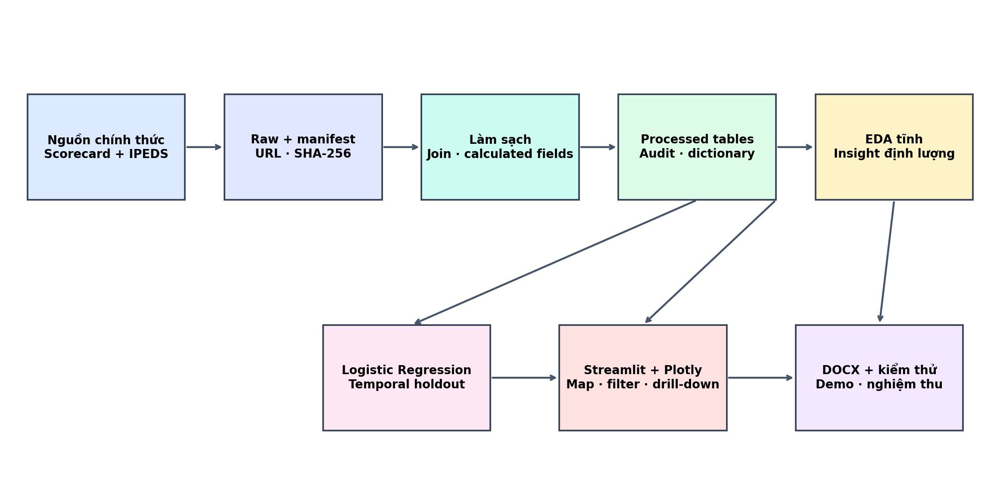 Nguồn chính thức
Scorecard + IPEDS
Raw + manifest
URL · SHA-256
Làm sạch
Join · calculated fields
Processed tables
Audit · dictionary
EDA tĩnh
Insight định lượng
Logistic Regression
Temporal holdout
Streamlit + Plotly
Map · filter · drill-down
DOCX + kiểm thử
Demo · nghiệm thu